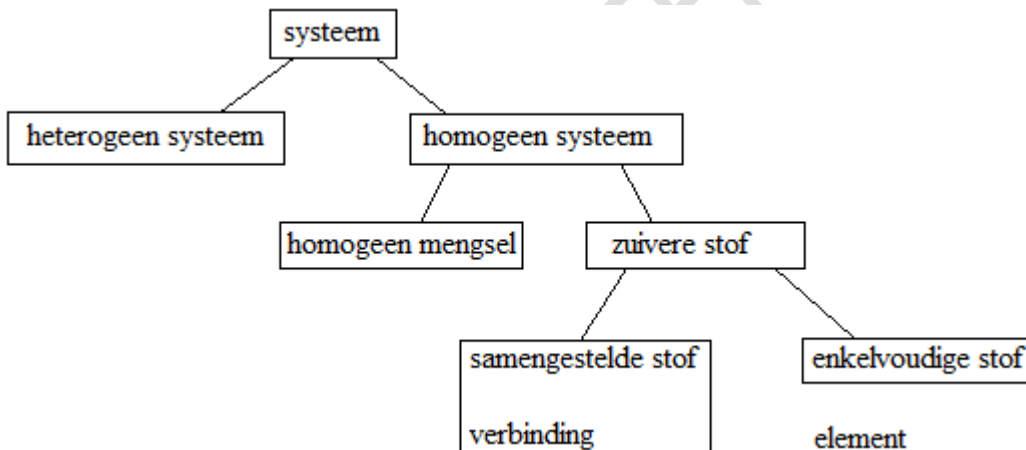 systeem
heterogeen systeem
homogeen systeem
homogeen mengsel
zuivere stof
samengestelde stof
enkelvoudige stof
verbinding
element